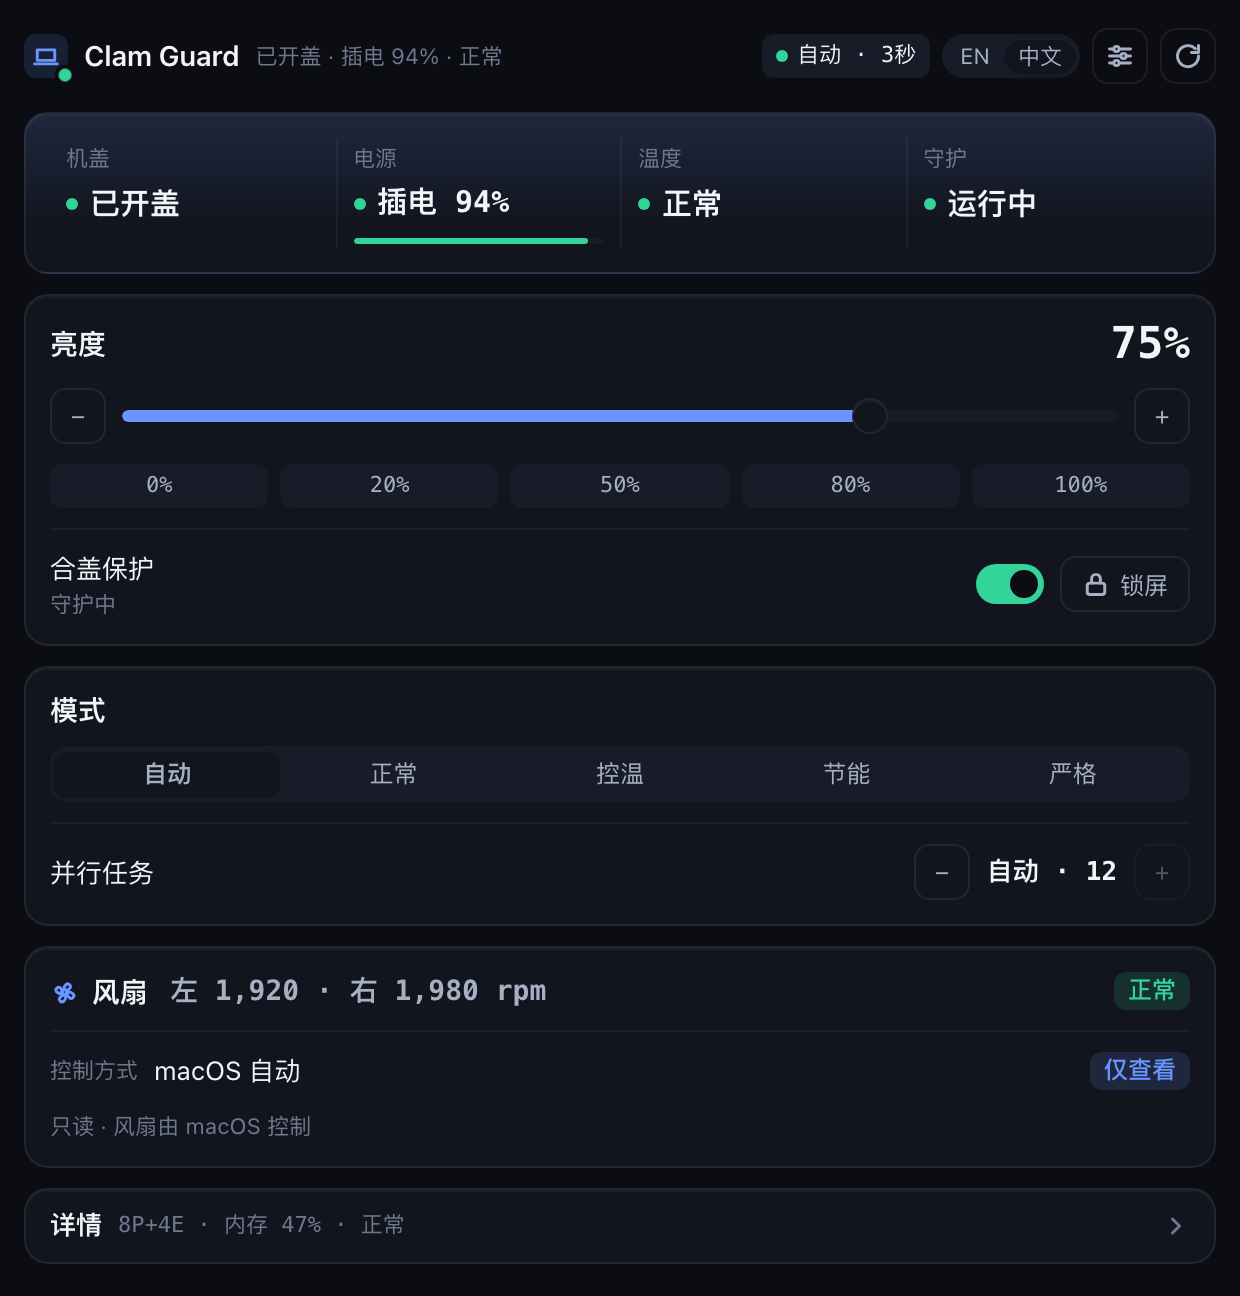 Clam Guard 已开盖 · 插电 94% · 正常 自动 · 3秒 EN 中文
机盖 电源 温度 守护
已开盖 插电 94% 正常 运行中
亮度 75%
− +
0% 20% 50% 80% 100%
合盖保护
守护中
锁屏
模式
自动 正常 控温 节能 严格
并行任务 − 自动 · 12 +
风扇 左 1,920 · 右 1,980 rpm 正常
控制方式 macOS 自动 仅查看
只读 · 风扇由 macOS 控制
详情 8P+4E · 内存 47% · 正常